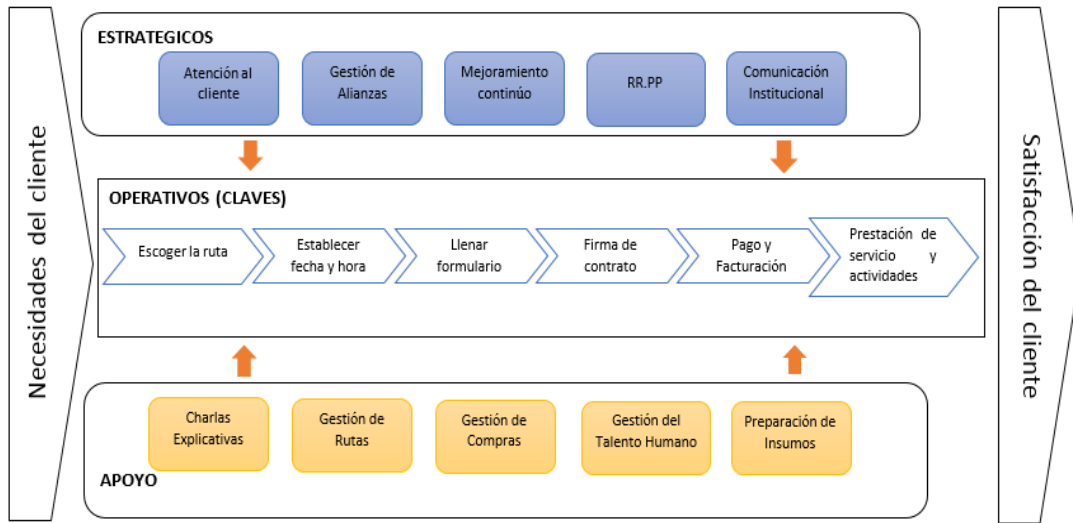 Necesidades del cliente
ESTRATEGICOS
Atención al
cliente
Gestión de
Alianzas
Mejoramiento
continúo
RR.PP
Comunicación
Institucional
OPERATIVOS (CLAVES)
Escoger la ruta
Establecer
fecha y hora
Llenar
formulario
Firma de
contrato
Pago y
Facturación
Prestación de
servicio y
actividades
Charlas
Explicativas
Gestión de
Rutas
Gestión de
Compras
Gestión del
Talento Humano
Preparación de
Insumos
APOYO
Satisfacción del cliente